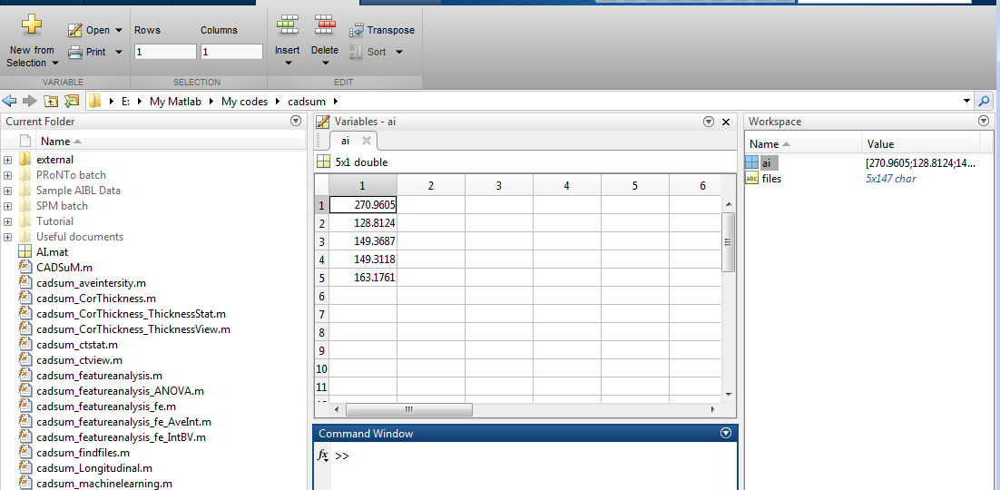 New from
Selection
Open
Print
VARIABLE
Rows
Columns
1
1
SELECTION
Insert
Delete
Transpose
Sort
EDIT
E: My Matlab My codes cadsum
Current Folder
Name
external
PRoNTo batch
Sample AIBL Data
SPM batch
Tutorial
Useful documents
AI.mat
CADSuM.m
cadsum_aveintersity.m
cadsum_CorThickness.m
cadsum_CorThickness_ThicknessStat.m
cadsum_CorThickness_ThicknessView.m
cadsum_ctstat.m
cadsum_ctview.m
cadsum_featureanalysis.m
cadsum_featureanalysis_ANOVA.m
cadsum_featureanalysis_fe.m
cadsum_featureanalysis_fe_AveInt.m
cadsum_featureanalysis_fe_IntBV.m
cadsum_findfiles.m
cadsum_Longitudinal.m
cadsum_machinelearning.m
Variables - ai
ai
5x1 double
1 2 3 4 5 6
1 270.9605
2 128.8124
3 149.3687
4 149.3118
5 163.1761
6
7
8
9
10
11
Command Window
fx >>
Workspace
Name Value
ai [270.9605;128.8124;14...
abc files 5x147 char